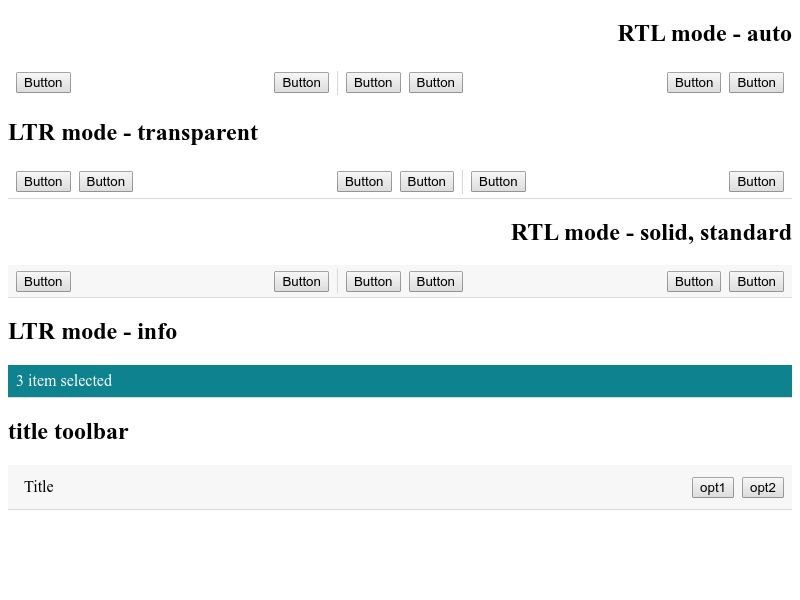 RTL mode - auto
Button Button Button Button Button Button
LTR mode - transparent
Button Button Button Button Button Button
RTL mode - solid, standard
Button Button Button Button Button Button
LTR mode - info
3 item selected
title toolbar
Title opt1 opt2